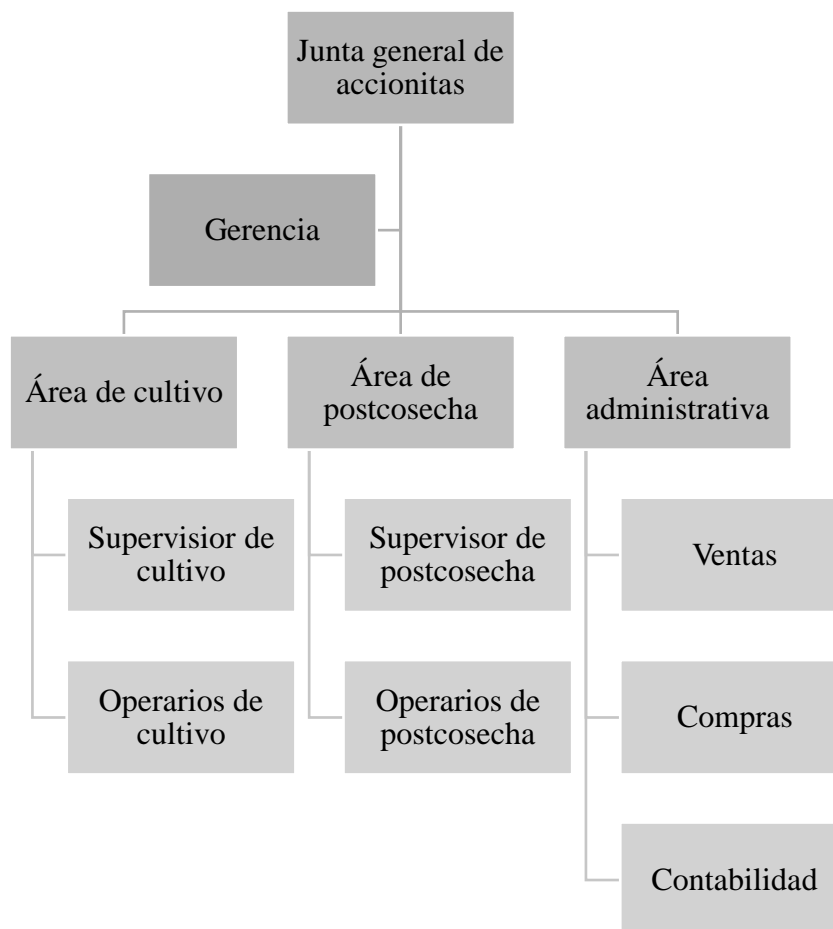 Junta general de
accionitas
Gerencia
Área de cultivo
Área de
postcosecha
Área
administrativa
Supervisior de
cultivo
Supervisor de
postcosecha
Ventas
Operarios de
cultivo
Operarios de
postcosecha
Compras
Contabilidad